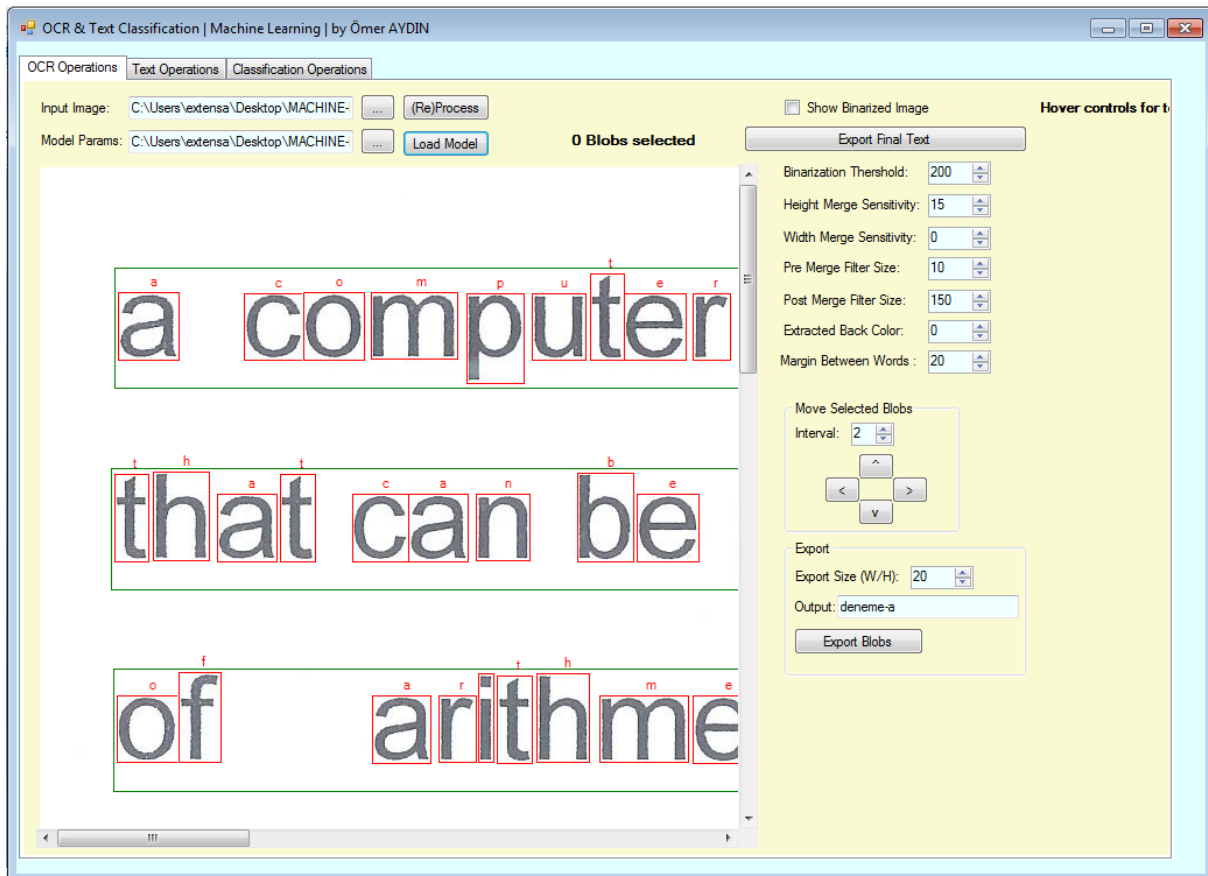 OCR & Text Classification | Machine Learning | by Ömer AYDIN
OCR Operations Text Operations Classification Operations
Input Image: C:\Users\extensa\Desktop\MACHINE- ... (Re)Process Show Binarized Image Hover controls for t
Model Params: C:\Users\extensa\Desktop\MACHINE- ... Load Model 0 Blobs selected Export Final Text
Binarization Thershold: 200
Height Merge Sensitivity: 15
Width Merge Sensitivity: 0
Pre Merge Filter Size: 10
Post Merge Filter Size: 150
Extracted Back Color: 0
Margin Between Words : 20
a c o m p u t e r
a computer
t h a t c a n b e
that can be
o f a r t h m e
of arithme
Move Selected Blobs
Interval: 2
^
< >
v
Export
Export Size (W/H): 20
Output: deneme-a
Export Blobs